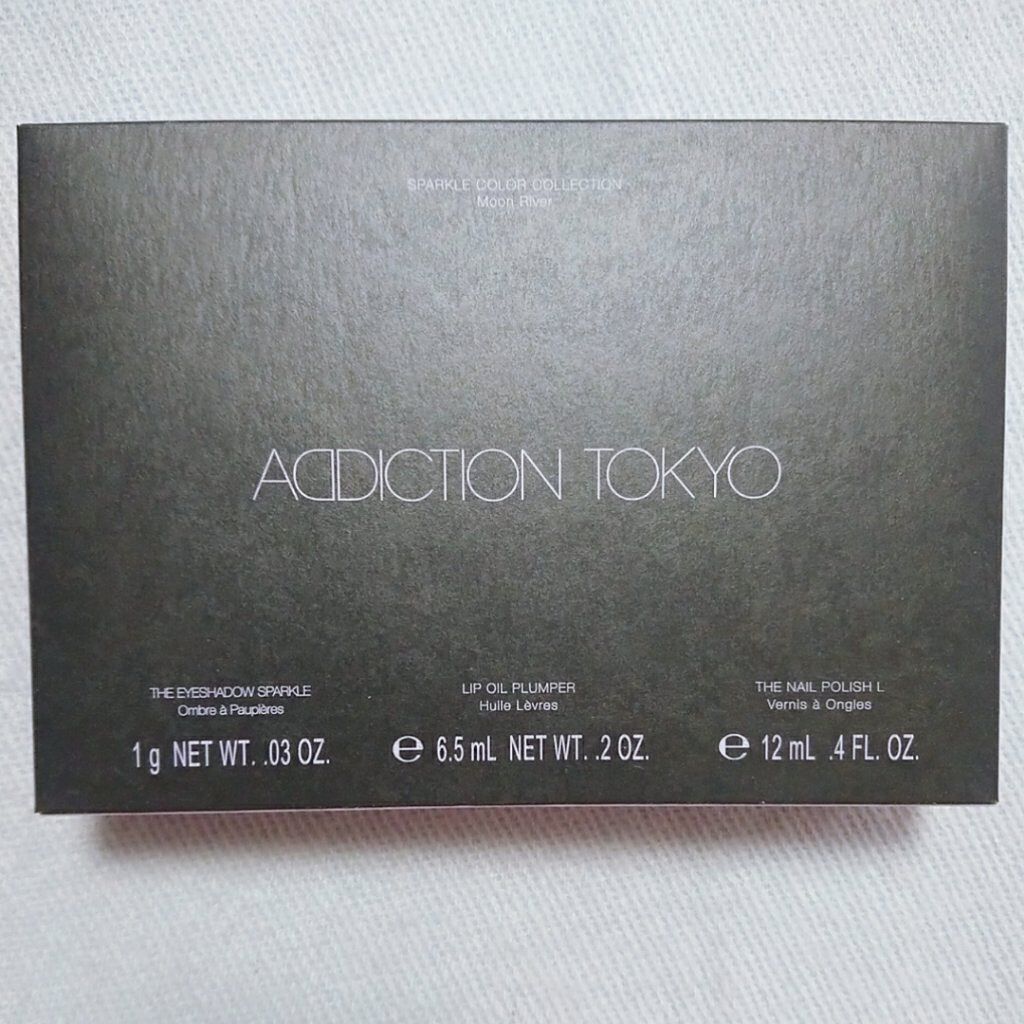 SPARKLE COLOR COLLECTION
Moon River
ADDICTION TOKYO
THE EYESHADOW SPARKLE
Ombre à Paupières
1 g NET WT. .03 OZ.
LIP OIL PLUMPER
Huile Lèvres
℮ 6.5 mL NET WT. .2 OZ.
THE NAIL POLISH L
Vernis à Ongles
℮ 12 mL .4 FL. OZ.